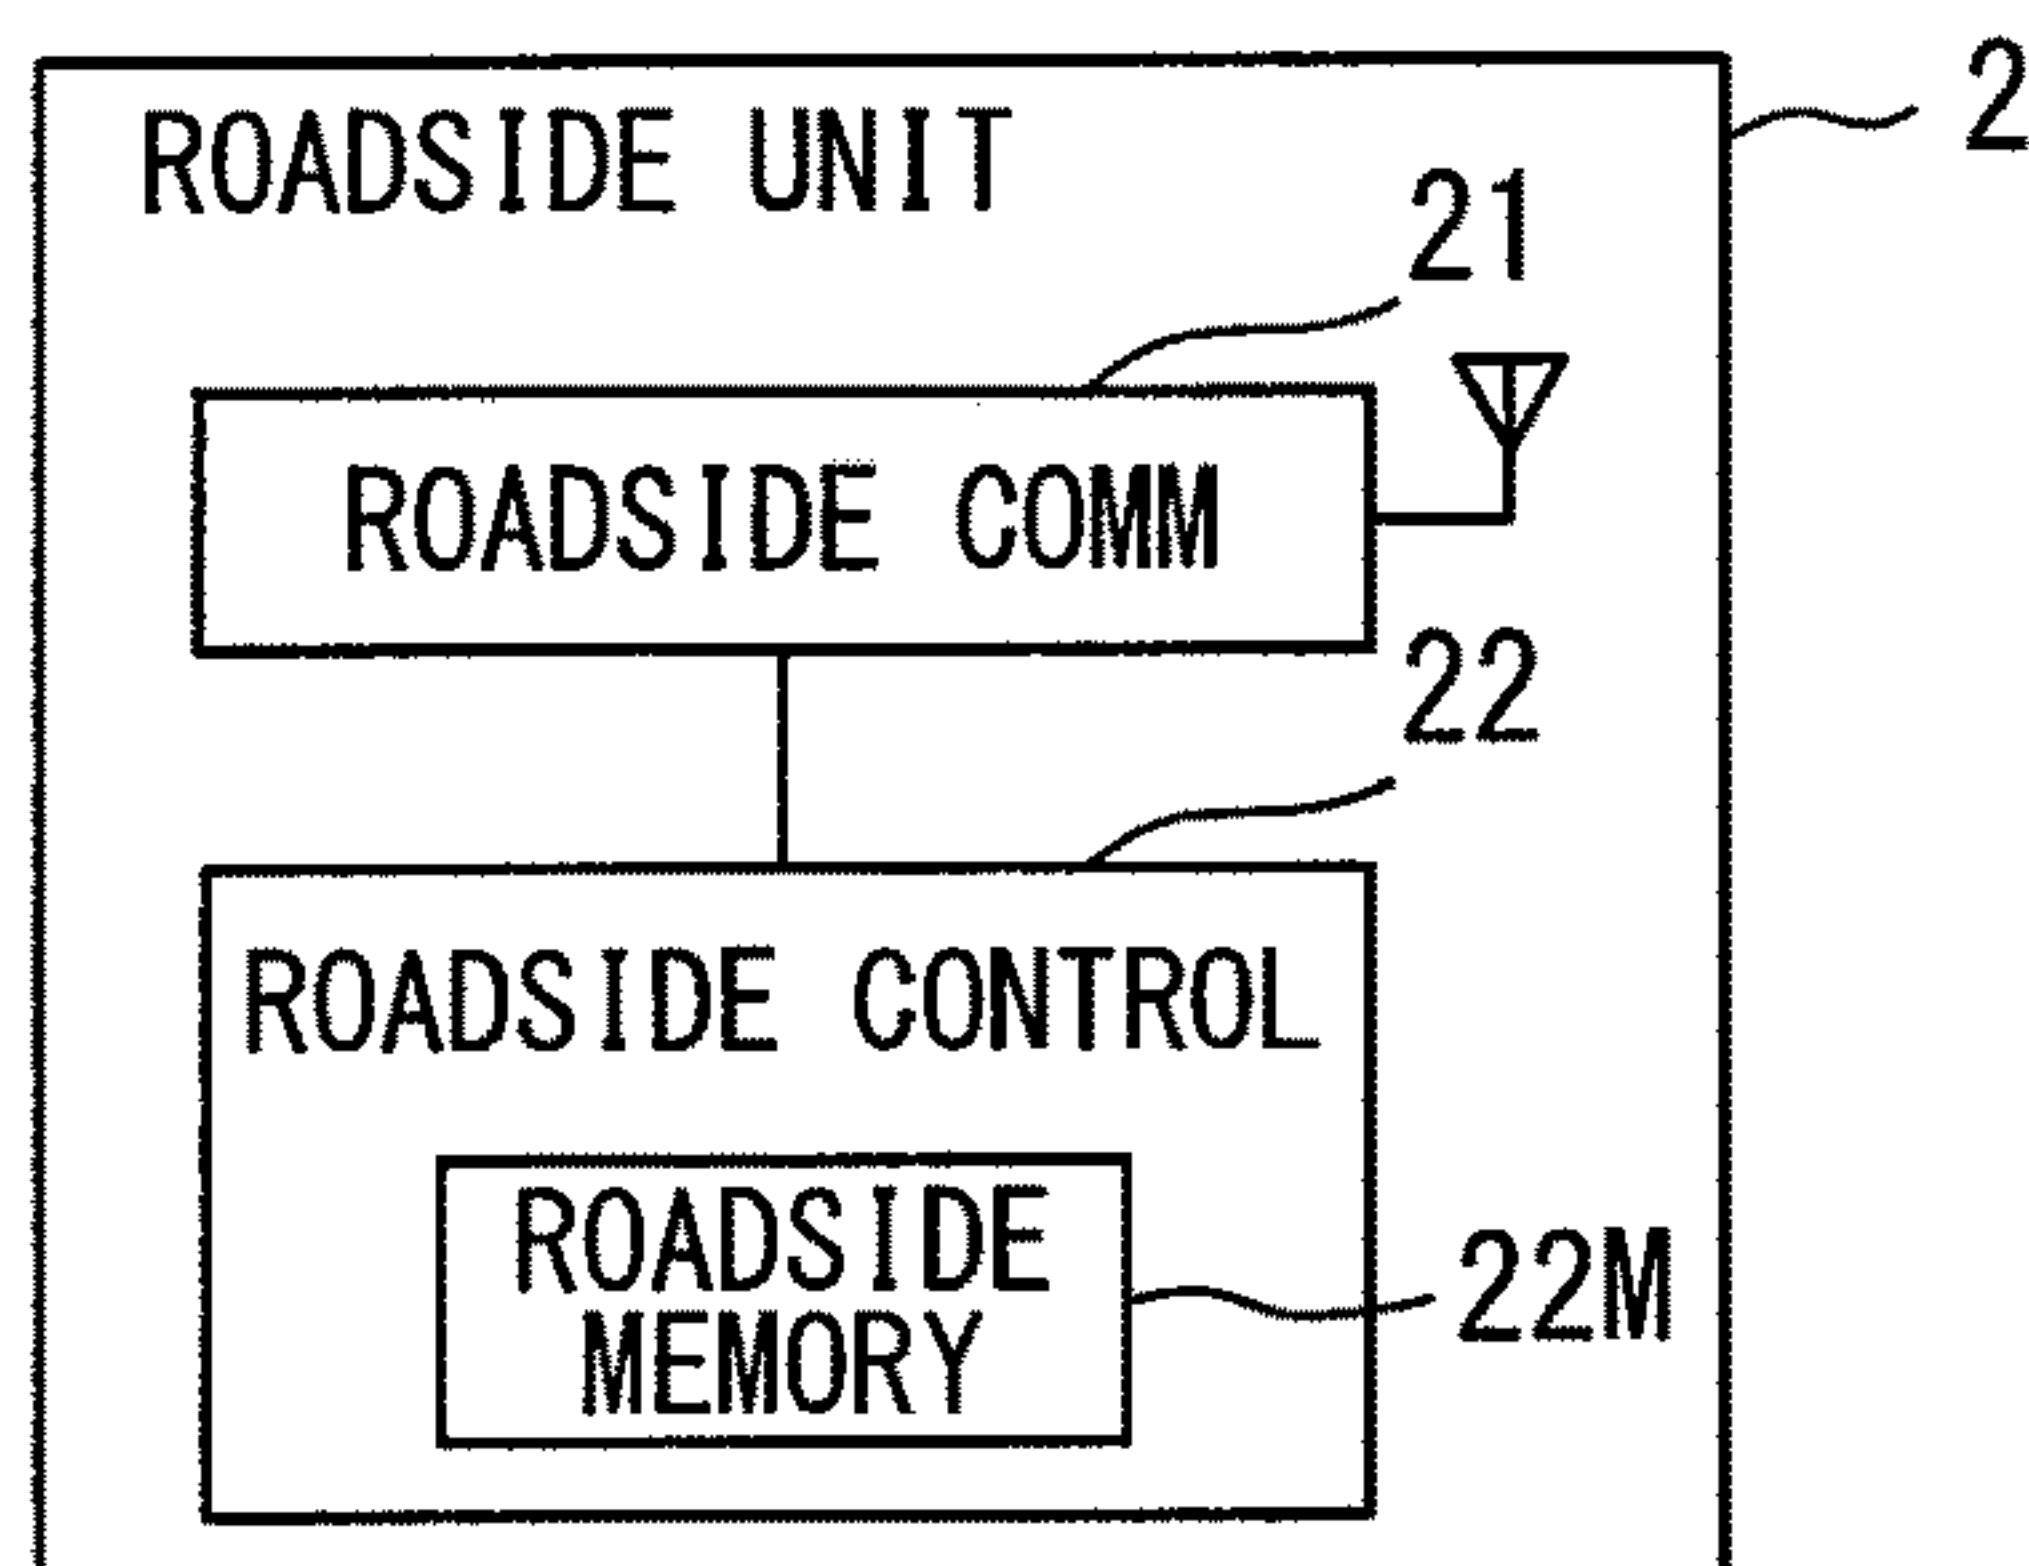 2
ROADSIDE UNIT
21
ROADSIDE COMM
22
ROADSIDE CONTROL
ROADSIDE
MEMORY
22M